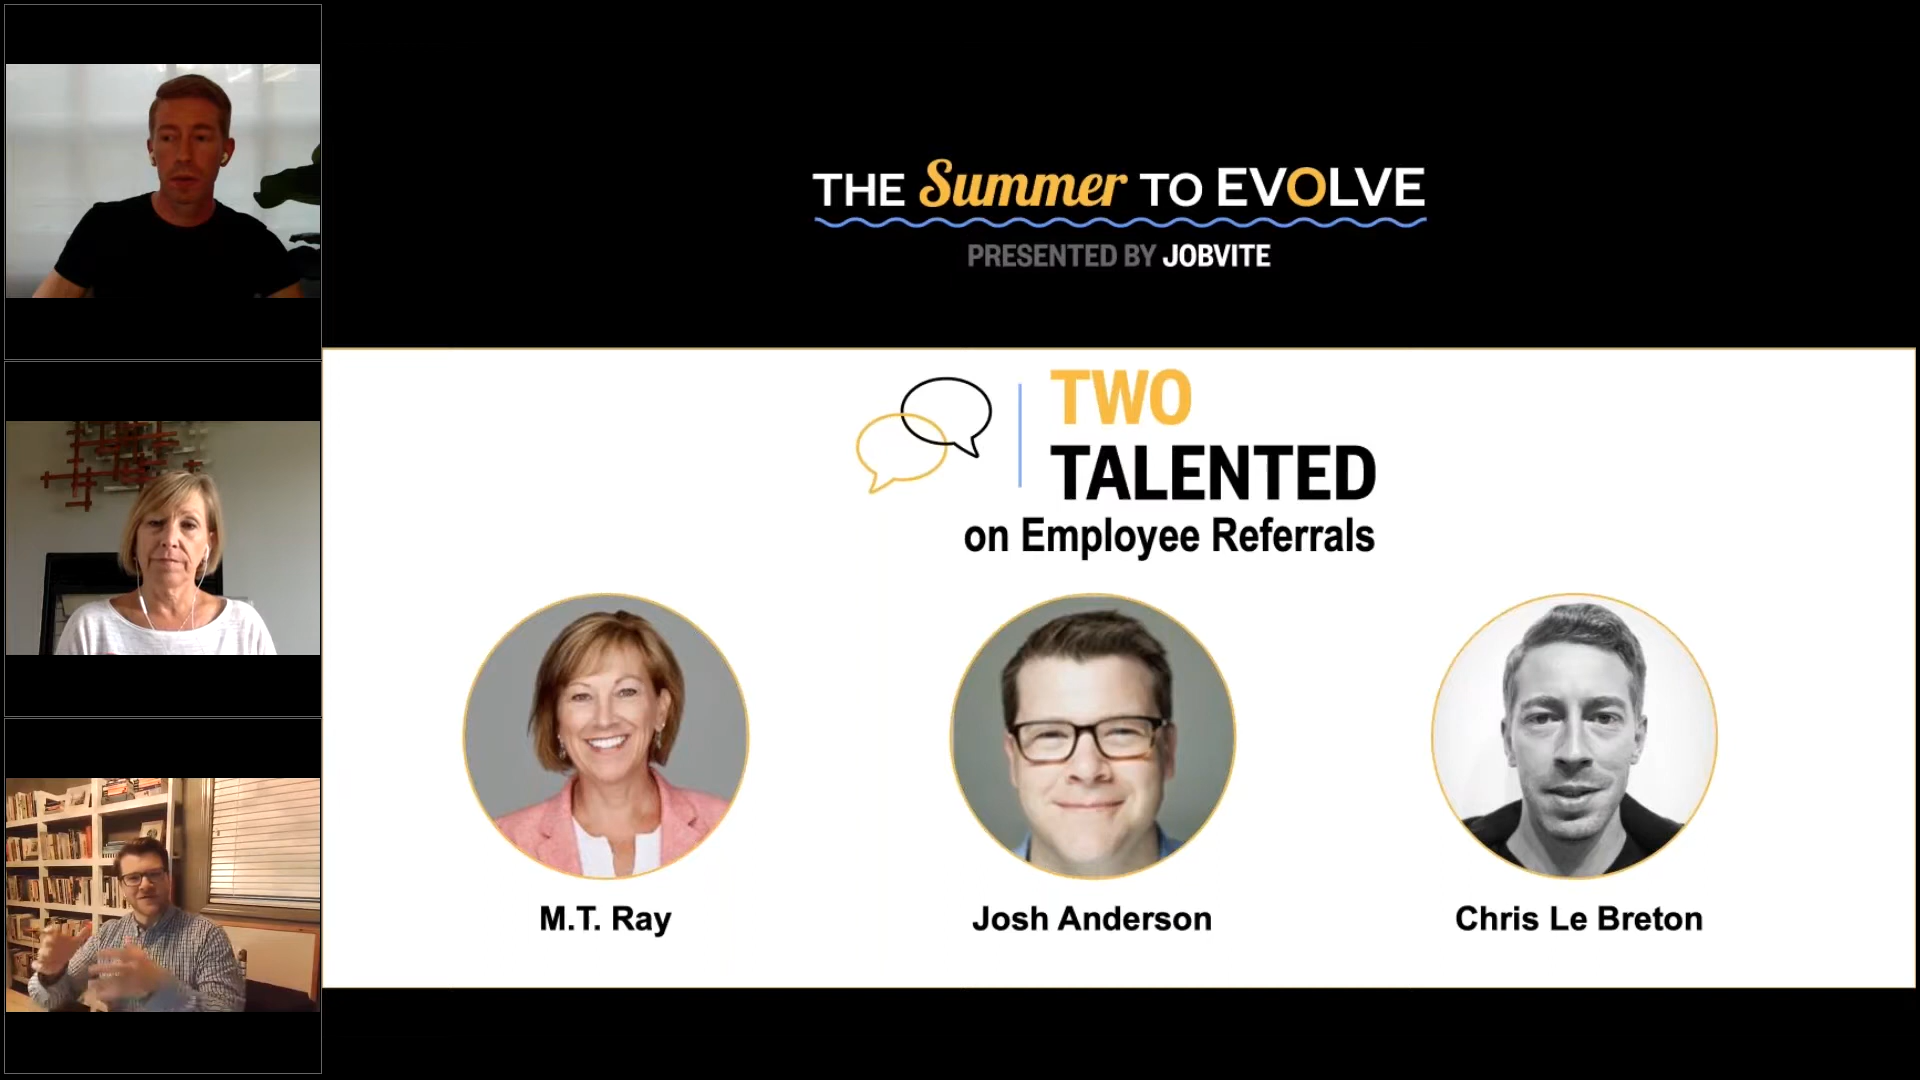 THE Summer TO EVOLVE
PRESENTED BY JOBVITE
TWO
TALENTED
on Employee Referrals
M.T. Ray
Josh Anderson
Chris Le Breton